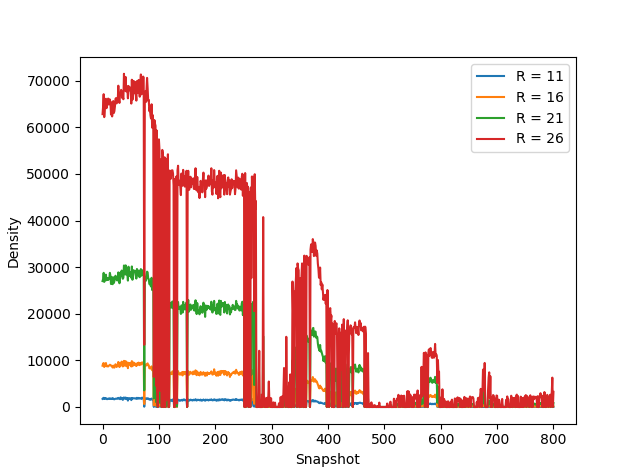 R = 11
R = 16
R = 21
R = 26
70000
60000
50000
40000
30000
20000
10000
0
Density
0 100 200 300 400 500 600 700 800
Snapshot